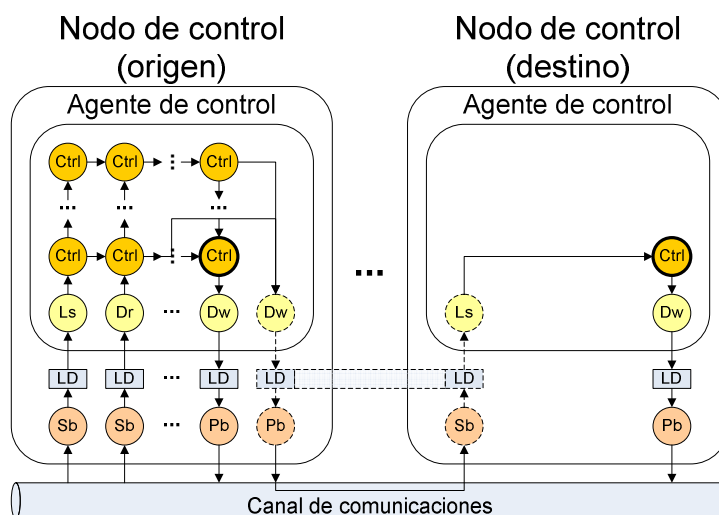 Nodo de control
(origen)
Nodo de control
(destino)
Agente de control
Agente de control
Ctrl Ctrl ... Ctrl
... ... ...
Ctrl Ctrl ... Ctrl
...
Ctrl
Ls Dr ... Dw Dw
Ls Dw
LD LD ... LD LD
LD LD
Sb Sb ... Pb Pb
Sb Pb
Canal de comunicaciones